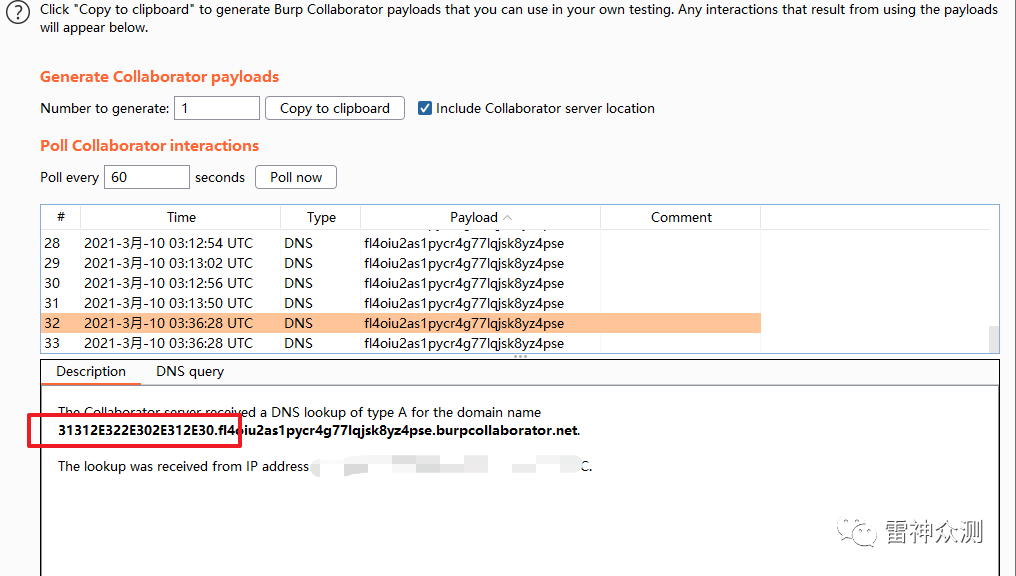 ?
Click "Copy to clipboard" to generate Burp Collaborator payloads that you can use in your own testing. Any interactions that result from using the payloads
will appear below.
Generate Collaborator payloads
Number to generate: 1 Copy to clipboard Include Collaborator server location
Poll Collaborator interactions
Poll every 60 seconds Poll now
# Time Type Payload Comment
28 2021-3月-10 03:12:54 UTC DNS fl4oiu2as1pycr4g77lqjsk8yz4pse
29 2021-3月-10 03:13:02 UTC DNS fl4oiu2as1pycr4g77lqjsk8yz4pse
30 2021-3月-10 03:12:56 UTC DNS fl4oiu2as1pycr4g77lqjsk8yz4pse
31 2021-3月-10 03:13:50 UTC DNS fl4oiu2as1pycr4g77lqjsk8yz4pse
32 2021-3月-10 03:36:28 UTC DNS fl4oiu2as1pycr4g77lqjsk8yz4pse
33 2021-3月-10 03:36:28 UTC DNS fl4oiu2as1pycr4g77lqjsk8yz4pse
Description DNS query
The Collaborator server received a DNS lookup of type A for the domain name
31312E322E302E312E30.fl4oiu2as1pycr4g77lqjsk8yz4pse.burpcollaborator.net.
The lookup was received from IP address C.
雷神众测